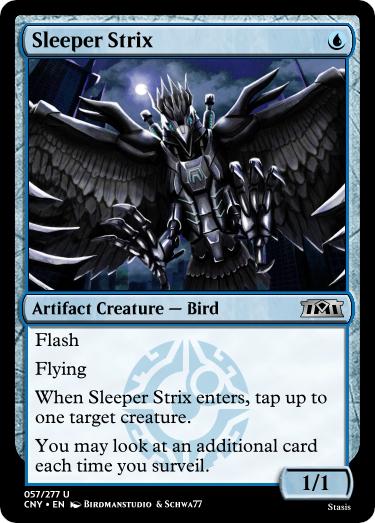 Sleeper Strix
Artifact Creature — Bird
Flash
Flying
When Sleeper Strix enters, tap up to
one target creature.
You may look at an additional card
each time you surveil.
1/1
057/277 U
CNY • EN Birdmanstudio & Schwa77
Stasis